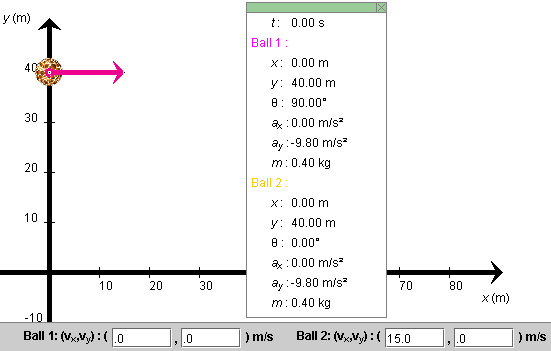 y (m)
t: 0.00 s
Ball 1:
x: 0.00 m
y: 40.00 m
θ: 90.00°
ax: 0.00 m/s²
ay: -9.80 m/s²
m: 0.40 kg
Ball 2:
x: 0.00 m
y: 40.00 m
θ: 0.00°
ax: 0.00 m/s²
ay: -9.80 m/s²
m: 0.40 kg
40
30
20
10
10 20 30 70 80
x (m)
-10
Ball 1: (vx,vy) : ( .0 , .0 ) m/s Ball 2: (vx,vy) : ( 15.0 , .0 ) m/s